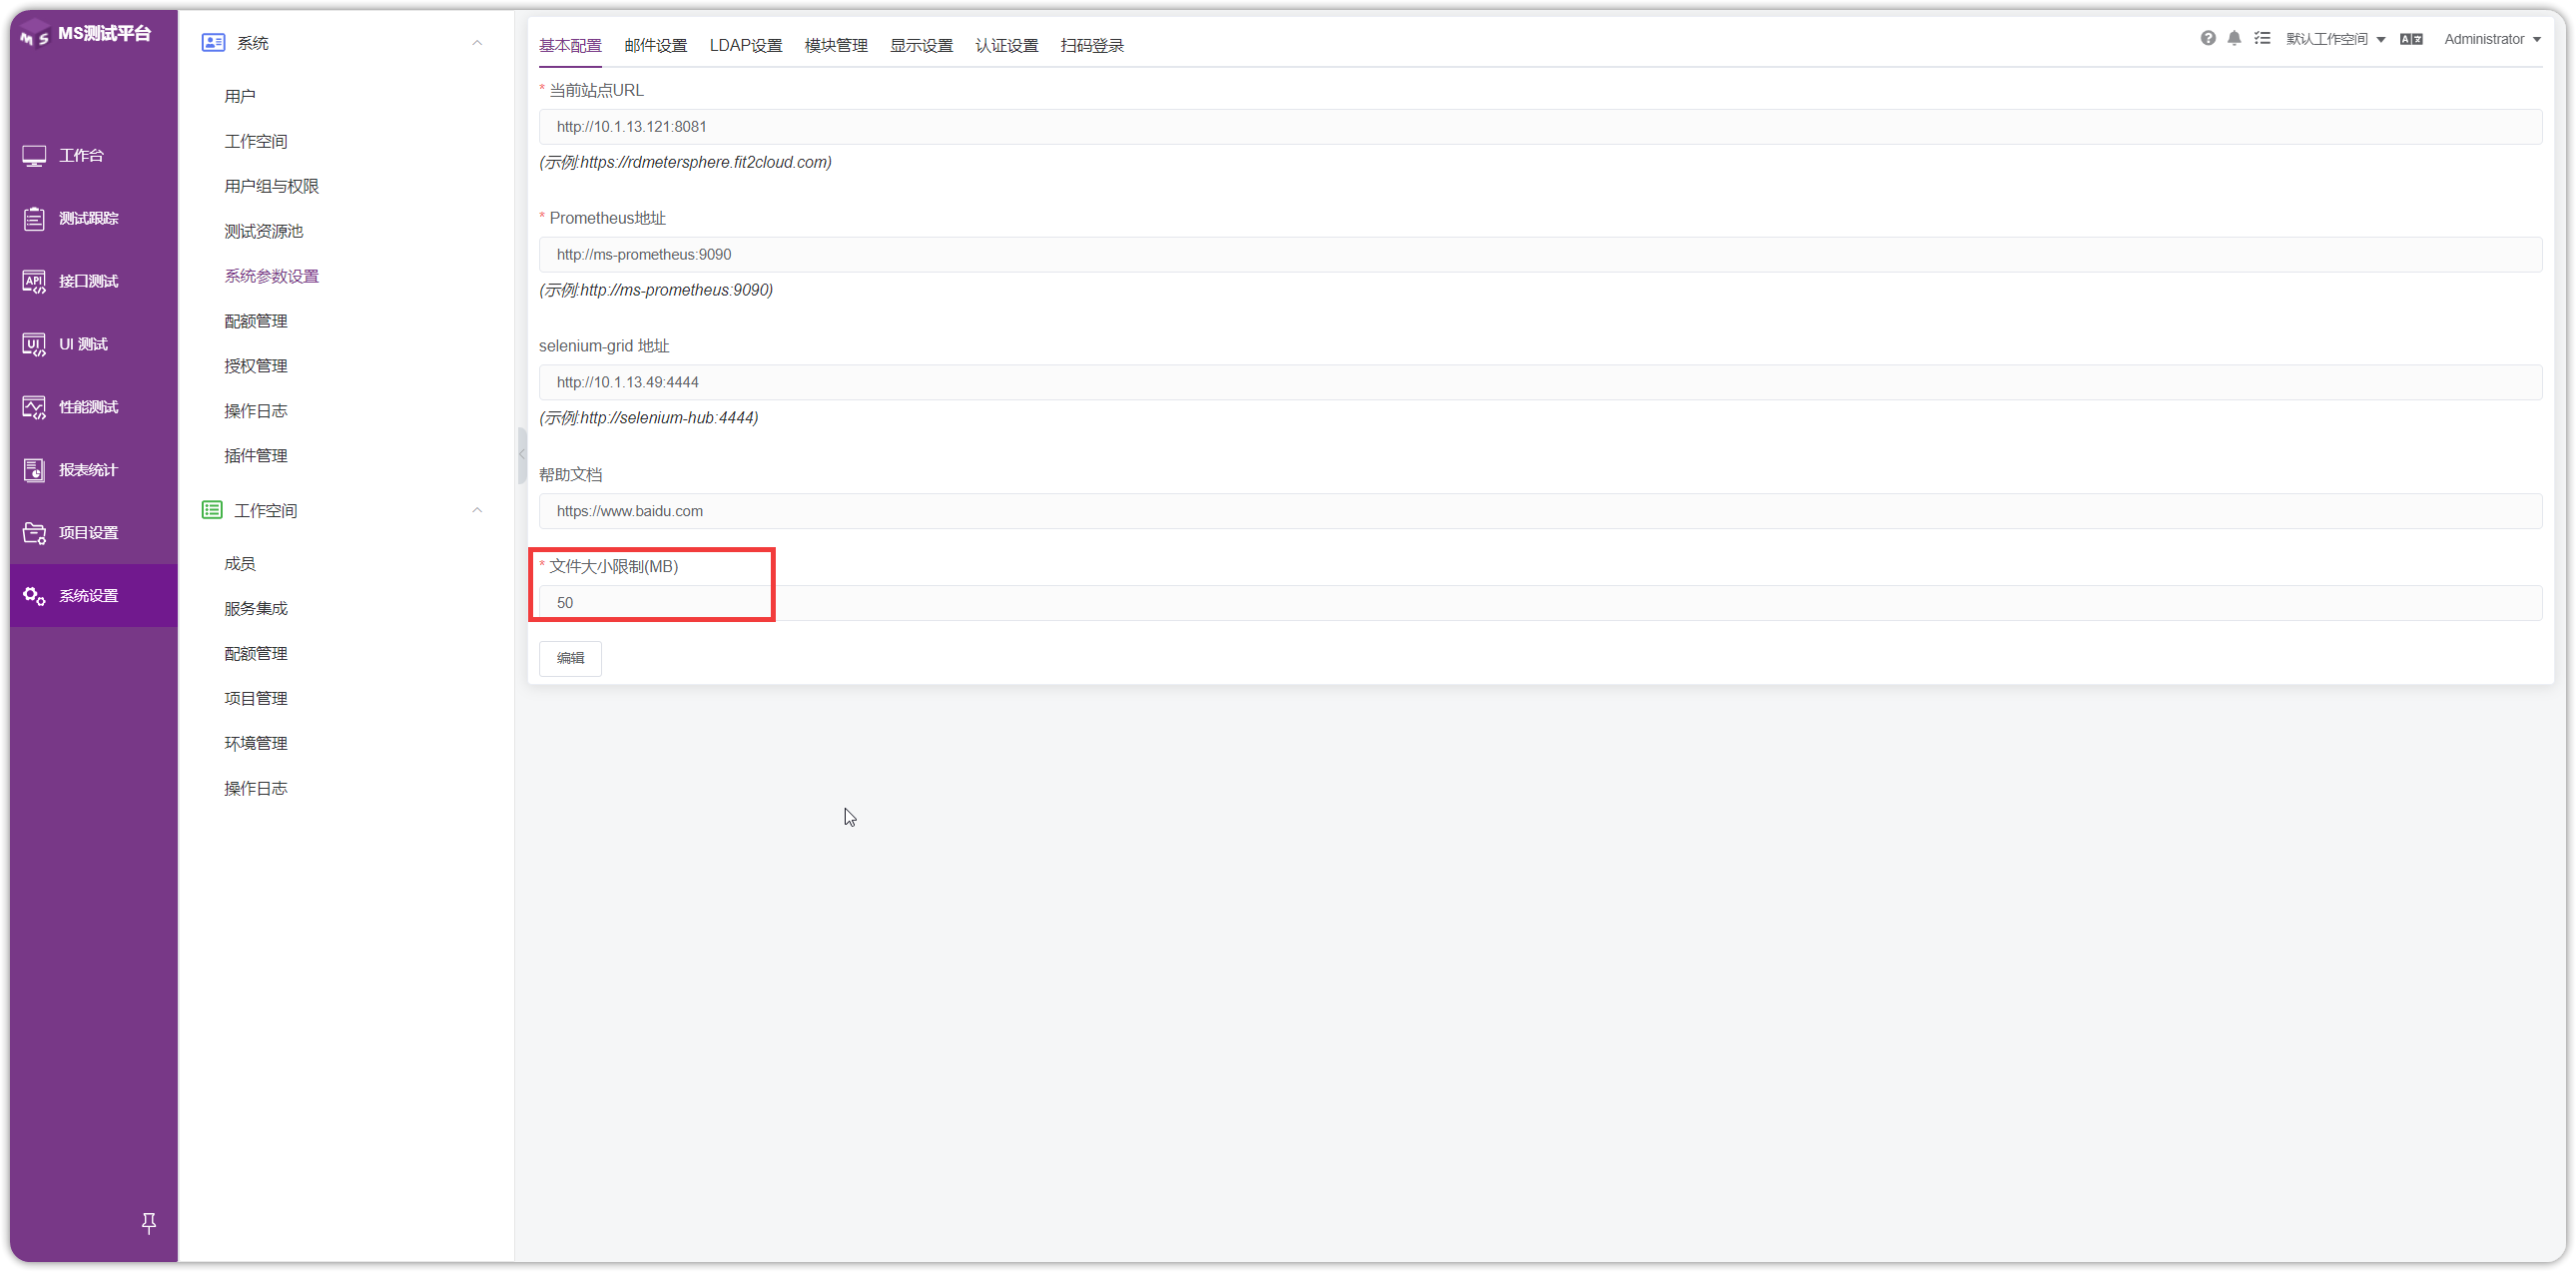 MS测试平台
工作台
测试跟踪
接口测试
UI 测试
性能测试
报表统计
项目设置
系统设置
系统
用户
工作空间
用户组与权限
测试资源池
系统参数设置
配额管理
授权管理
操作日志
插件管理
工作空间
成员
服务集成
配额管理
项目管理
环境管理
操作日志
基本配置 邮件设置 LDAP设置 模块管理 显示设置 认证设置 扫码登录
默认工作空间 Administrator
* 当前站点URL
http://10.1.13.121:8081
(示例:https://rdmetersphere.fit2cloud.com)
* Prometheus地址
http://ms-prometheus:9090
(示例:http://ms-prometheus:9090)
selenium-grid 地址
http://10.1.13.49:4444
(示例:http://selenium-hub:4444)
帮助文档
https://www.baidu.com
* 文件大小限制(MB)
50
编辑